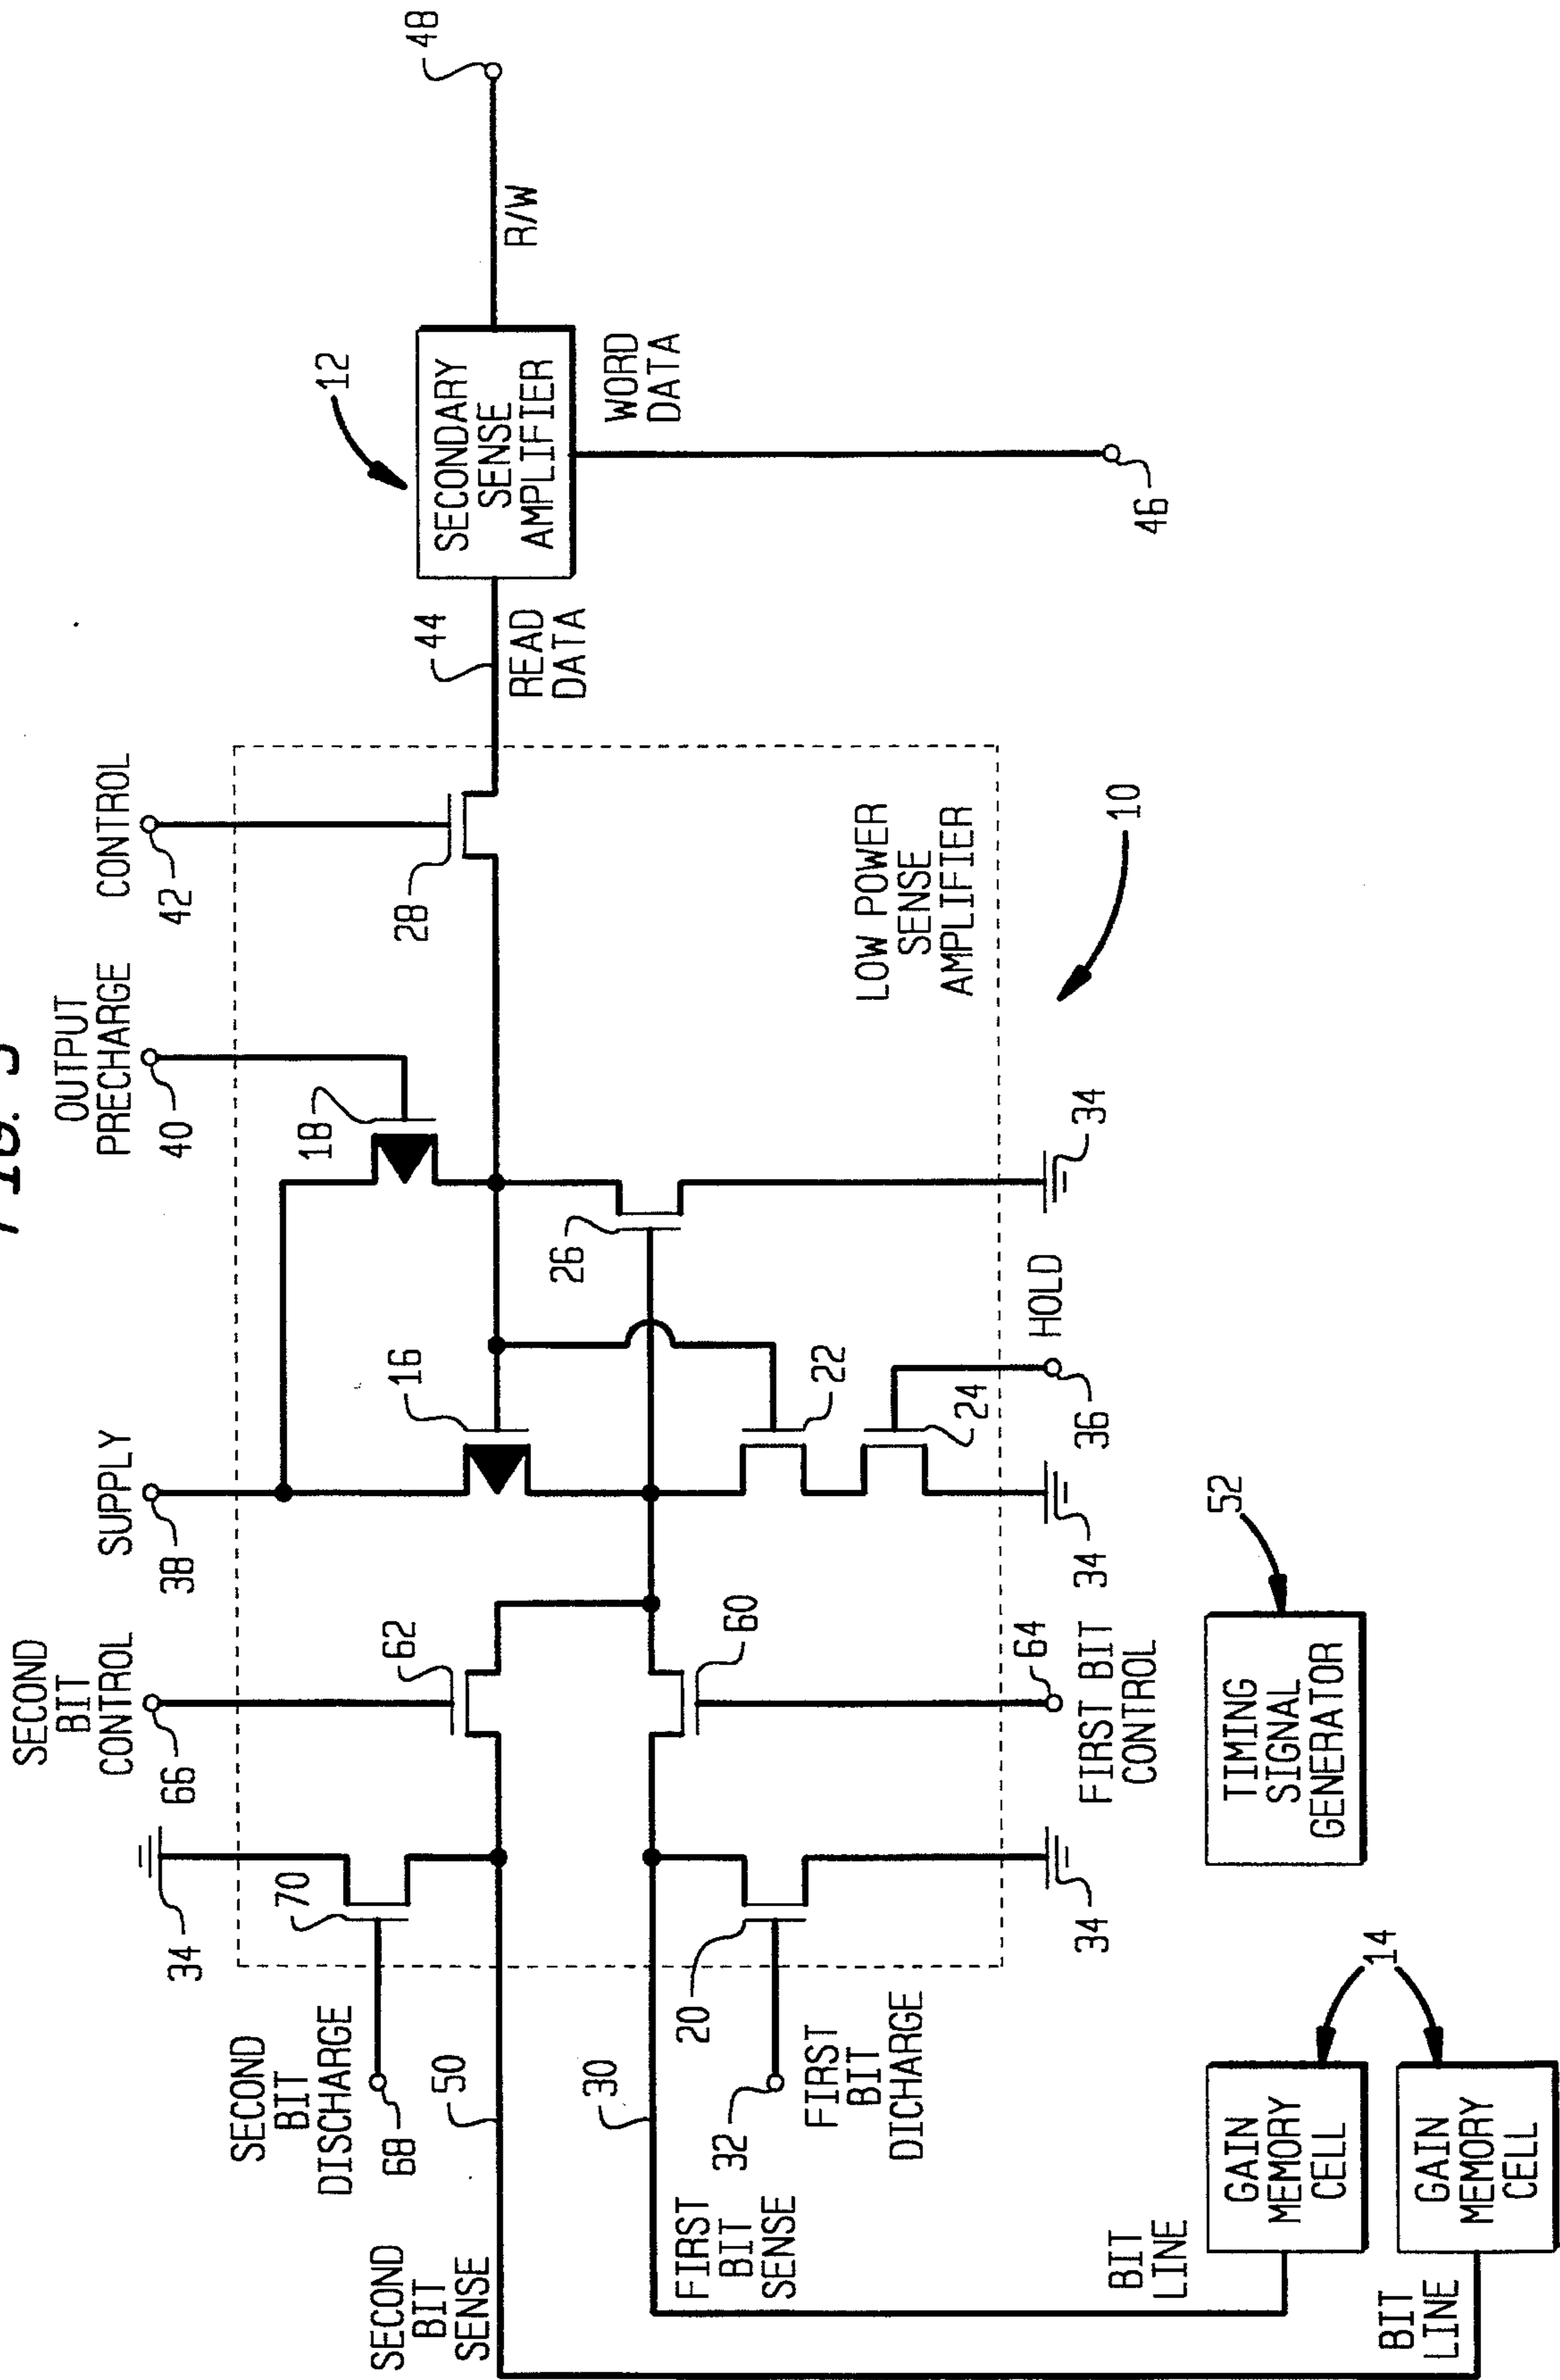 FIG. 3
SECOND
BIT
CONTROL
66
SUPPLY
38
OUTPUT
PRECHARGE
40
CONTROL
42
34
70
62
16
18
28
SECOND
BIT
DISCHARGE
68
SECOND
BIT
SENSE
50
FIRST
BIT
SENSE
30
32
FIRST
BIT
DICHARGE
20
60
22
24
26
34
34
34
64
FIRST BIT
CONTROL
36
HOLD
LOW POWER
SENSE
AMPLIFIER
10
44
READ
DATA
12
SECONDARY
SENSE
AMPLIFIER
WORD
DATA
46
R/W
48
BIT
LINE
BIT
LINE
GAIN
MEMORY
CELL
GAIN
MEMORY
CELL
14
TIMING
SIGNAL
GENERATOR
52